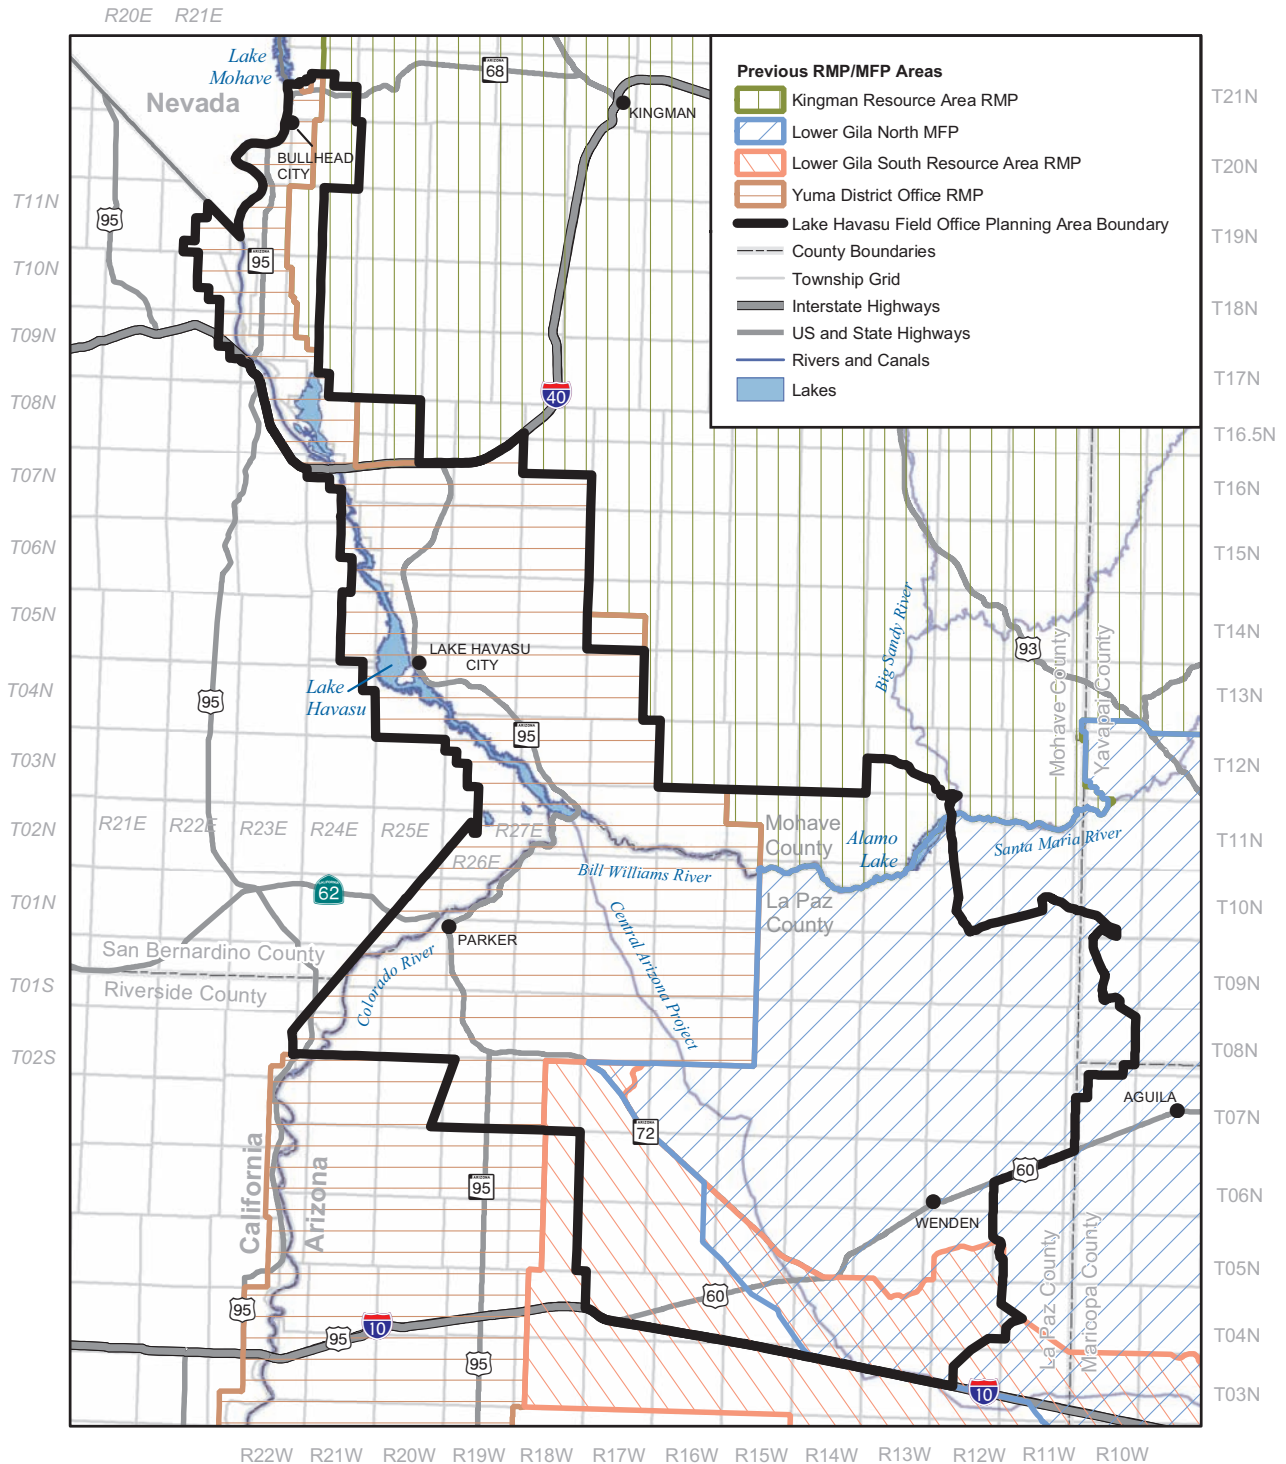 R20E
R21E
Lake
Mohave
Nevada
ARIZONA
68
KINGMAN
BULLHEAD
CITY
Previous RMP/MFP Areas
Kingman Resource Area RMP
Lower Gila North MFP
Lower Gila South Resource Area RMP
Yuma District Office RMP
Lake Havasu Field Office Planning Area Boundary
County Boundaries
Township Grid
Interstate Highways
US and State Highways
Rivers and Canals
Lakes
T21N
T20N
T19N
T18N
T17N
T16.5N
T16N
T15N
T14N
T13N
T12N
T11N
T10N
T09N
T08N
T07N
T06N
T05N
T04N
T03N
T11N
T10N
T09N
T08N
T07N
T06N
T05N
T04N
T03N
T02N
T01N
T01S
T02S
95
ARIZONA
95
40
LAKE HAVASU
CITY
Lake
Havasu
95
ARIZONA
95
Big Sandy River
93
Mohave County
Yavapai County
R21E
R22E
R23E
R24E
R25E
R27E
R26E
Mohave
County
Alamo
Lake
Santa Maria River
Bill Williams River
La Paz
County
CALIFORNIA
62
PARKER
Central Arizona Project
Colorado River
San Bernardino County
Riverside County
AGUILA
ARIZONA
72
60
California
Arizona
ARIZONA
95
WENDEN
La Paz County
Maricopa County
60
95
10
95
95
10
R22W
R21W
R20W
R19W
R18W
R17W
R16W
R15W
R14W
R13W
R12W
R11W
R10W